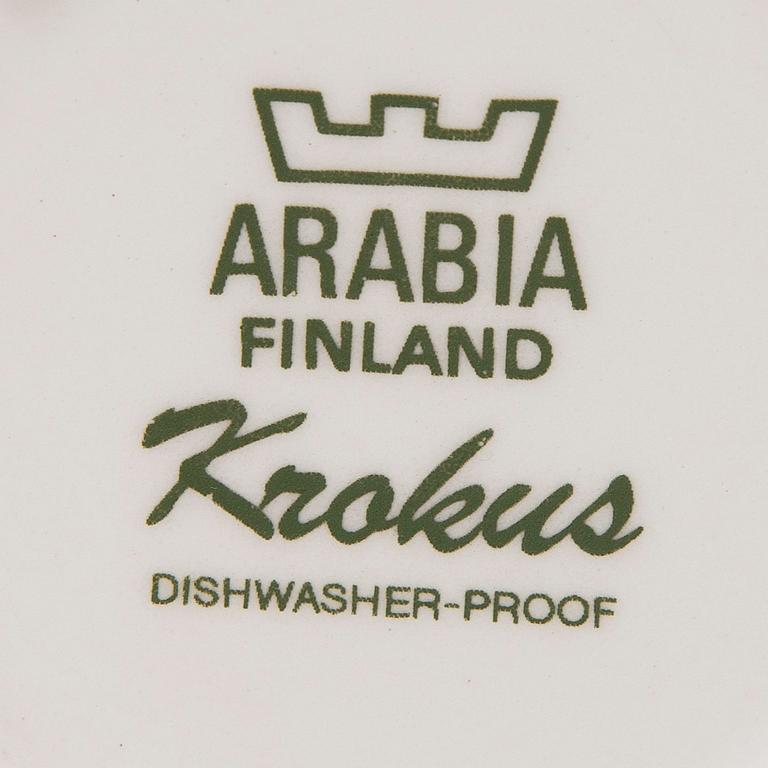 ARABIA
FINLAND
Krokus
DISHWASHER-PROOF